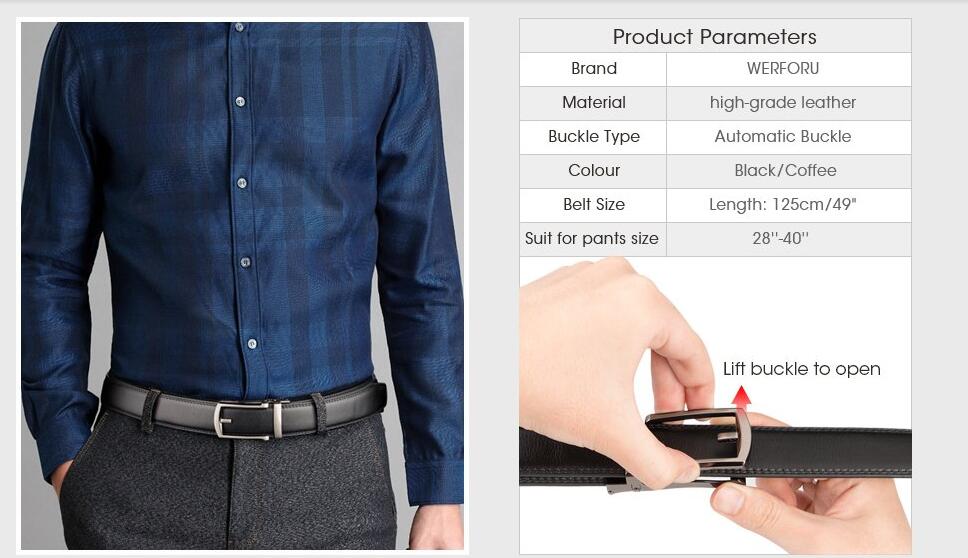 Product Parameters
Brand WERFORU
Material high-grade leather
Buckle Type Automatic Buckle
Colour Black/Coffee
Belt Size Length: 125cm/49"
Suit for pants size 28''-40''
Lift buckle to open